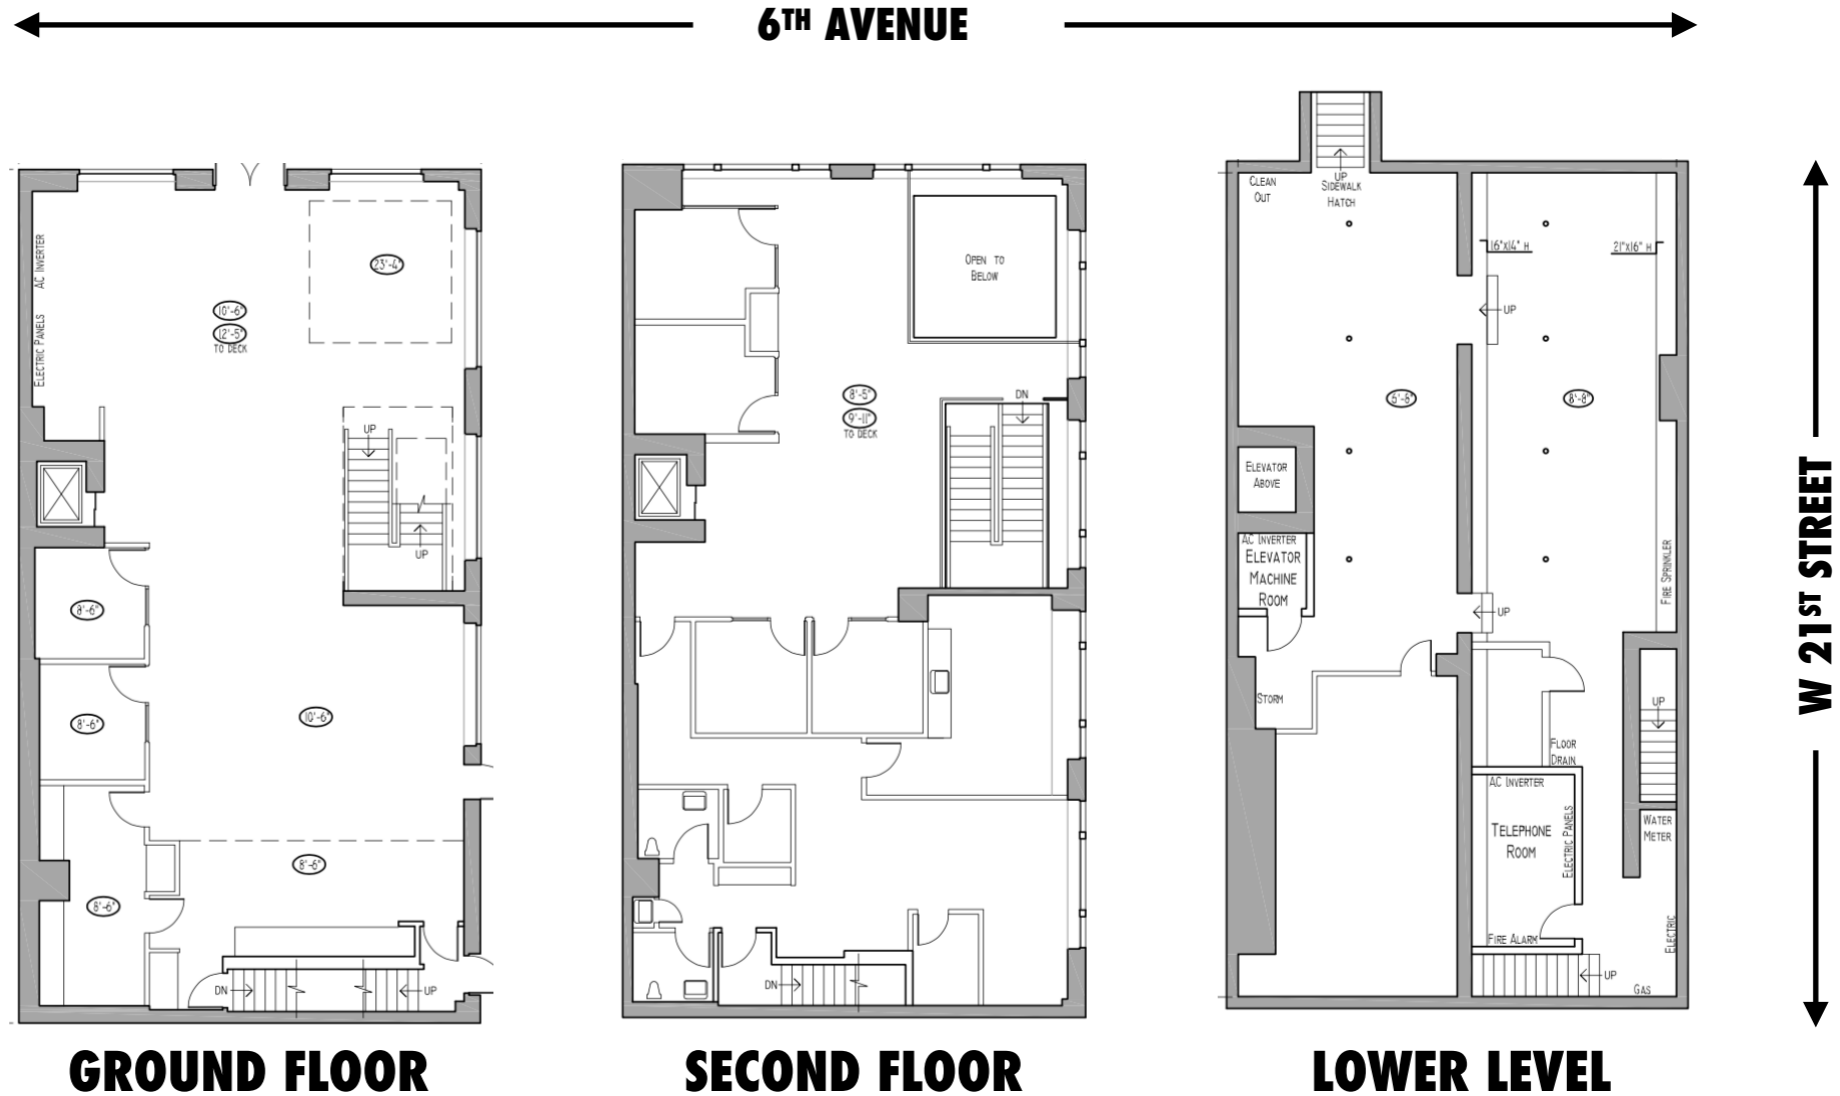 6TH AVENUE
W 21ST STREET
AC INVERTER
ELECTRIC PANELS
23'-4"
10'-6"
12'-5"
TO DECK
UP
UP
8'-6"
8'-6"
10'-6"
8'-6"
8'-6"
DN
UP
GROUND FLOOR
OPEN TO
BELOW
8'-5"
9'-11"
TO DECK
DN
DN
SECOND FLOOR
CLEAN
OUT
UP
SIDEWALK
HATCH
16"X14" H
21"X16" H
UP
8'-8"
ELEVATOR
ABOVE
AC INVERTER
ELEVATOR
MACHINE
ROOM
FIRE SPRINKLER
UP
STORM
UP
FLOOR
DRAIN
AC INVERTER
TELEPHONE
ROOM
ELECTRIC PANELS
WATER
METER
FIRE ALARM
ELECTRIC
UP
GAS
LOWER LEVEL